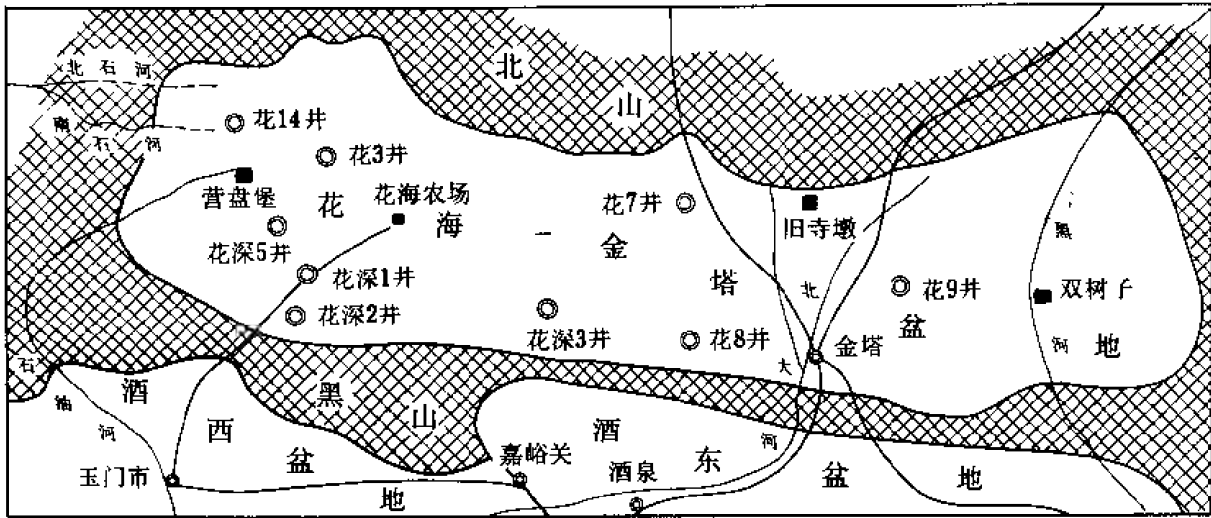 北山
北石河
南石河
花14井
花3井
营盘堡
花海农场
花7井
旧寺墩
花深5井
花深1井
花深2井
花深3井
花8井
花9井
双树子
金塔
花海—金塔盆地
北大河
黑河
石油河
黑山
酒西盆地
酒东盆地
玉门市
嘉峪关
酒泉